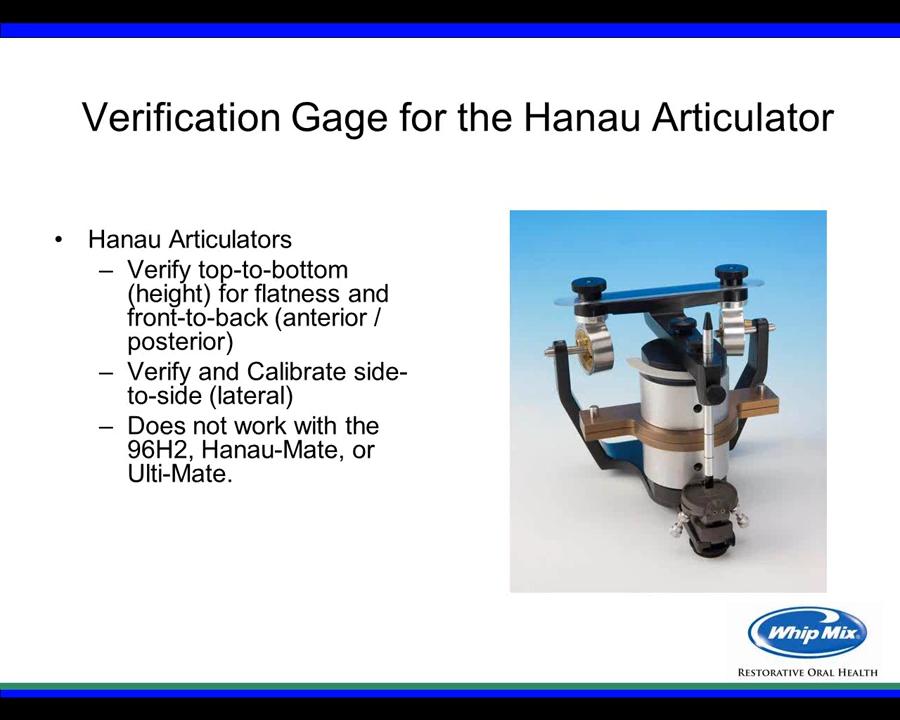 Verification Gage for the Hanau Articulator
• Hanau Articulators
– Verify top-to-bottom
(height) for flatness and
front-to-back (anterior /
posterior)
– Verify and Calibrate side-
to-side (lateral)
– Does not work with the
96H2, Hanau-Mate, or
Ulti-Mate.
Whip Mix®
RESTORATIVE ORAL HEALTH